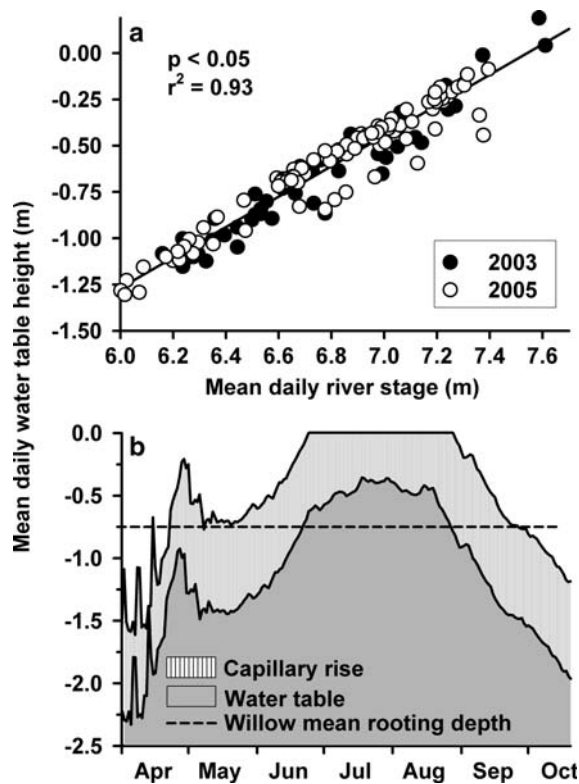 Mean daily water table height (m)
a
p < 0.05
r² = 0.93
0.00
-0.25
-0.50
-0.75
-1.00
-1.25
-1.50
2003
2005
6.0 6.2 6.4 6.6 6.8 7.0 7.2 7.4 7.6
Mean daily river stage (m)
b
0.0
-0.5
-1.0
-1.5
-2.0
-2.5
Capillary rise
Water table
Willow mean rooting depth
Apr May Jun Jul Aug Sep Oct